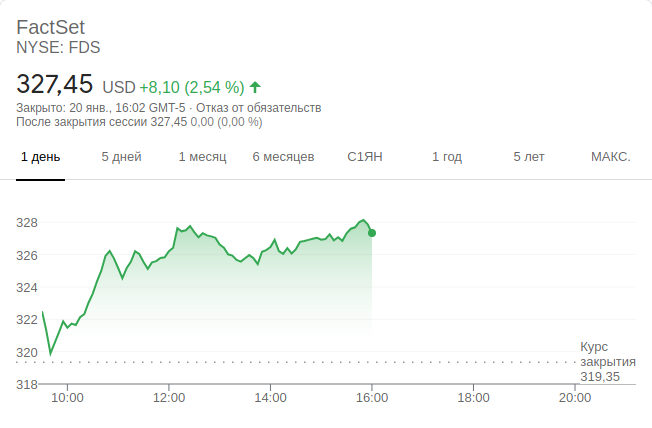 FactSet
NYSE: FDS
327,45 USD +8,10 (2,54 %)
Закрыто: 20 янв., 16:02 GMT-5 · Отказ от обязательств
После закрытия сессии 327,45 0,00 (0,00 %)
1 день 5 дней 1 месяц 6 месяцев С1ЯН 1 год 5 лет МАКС.
328
326
324
322
320
318
Курс
закрытия
319,35
10:00 12:00 14:00 16:00 18:00 20:00